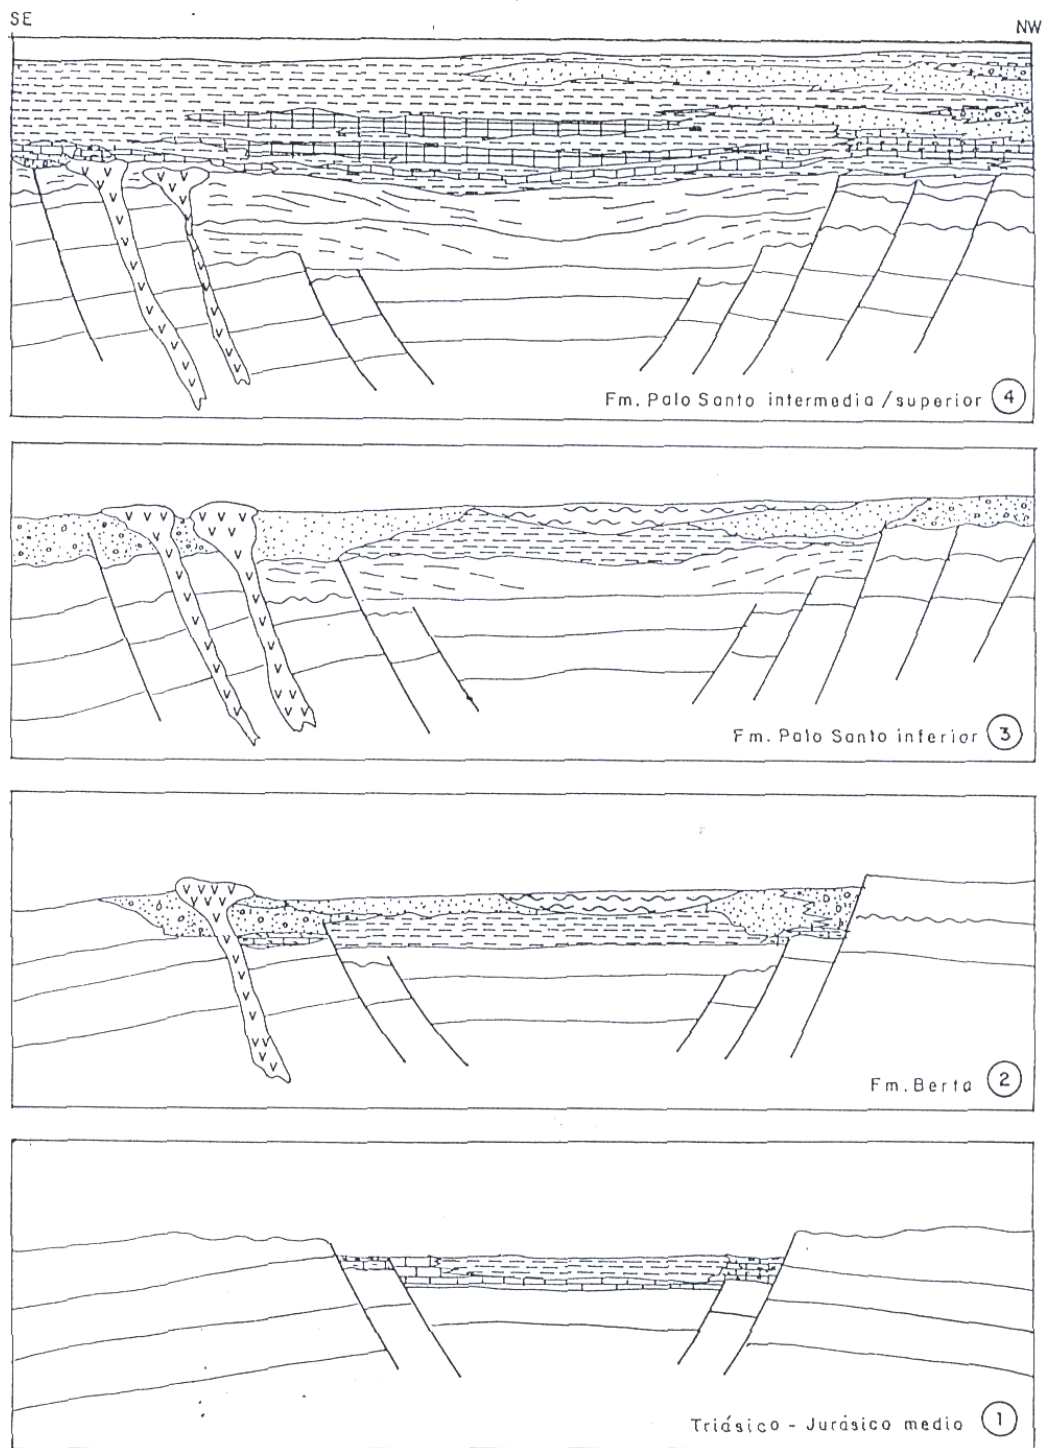 SE
NW
Fm. Palo Santo intermedia / superior 4
Fm. Palo Santo inferior 3
Fm. Berta 2
Triásico - Jurásico medio 1